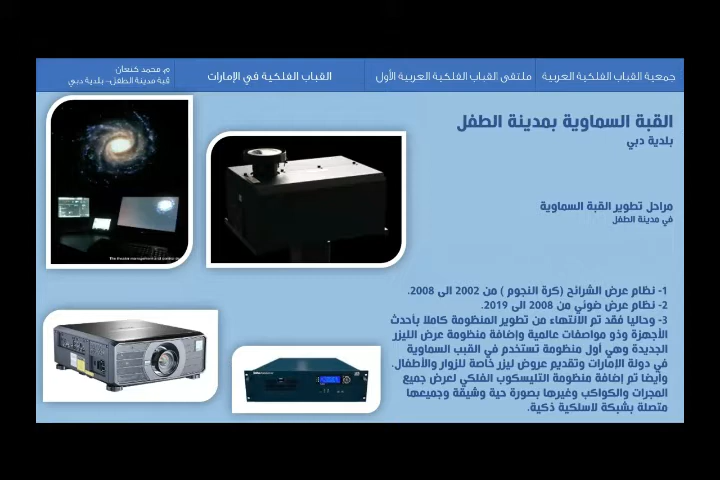 جمعية القباب الفلكية العربية
ملتقى القباب الفلكية العربية الأول
القباب الفلكية في الإمارات
م. محمد كنعان
قبة مدينة الطفل- بلدية دبي
القبة السماوية بمدينة الطفل
بلدية دبي
مراحل تطوير القبة السماوية
في مدينة الطفل
1- نظام عرض الشرائح (كرة النجوم ) من 2002 الى 2008.
2- نظام عرض ضوئي من 2008 الى 2019.
3- وحاليا فقد تم الانتهاء من تطوير المنظومة كاملا بأحدث
الأجهزة وذو مواصفات عالمية وإضافة منظومة عرض الليزر
الجديدة وهي أول منظومة تستخدم في القبب السماوية
في دولة الإمارات وتقديم عروض ليزر خاصة للزوار والأطفال.
وأيضا تم إضافة منظومة التليسكوب الفلكي لعرض جميع
المجرات والكواكب وغيرها بصورة حية وشيقة وجميعها
متصلة بشبكة لاسلكية ذكية.